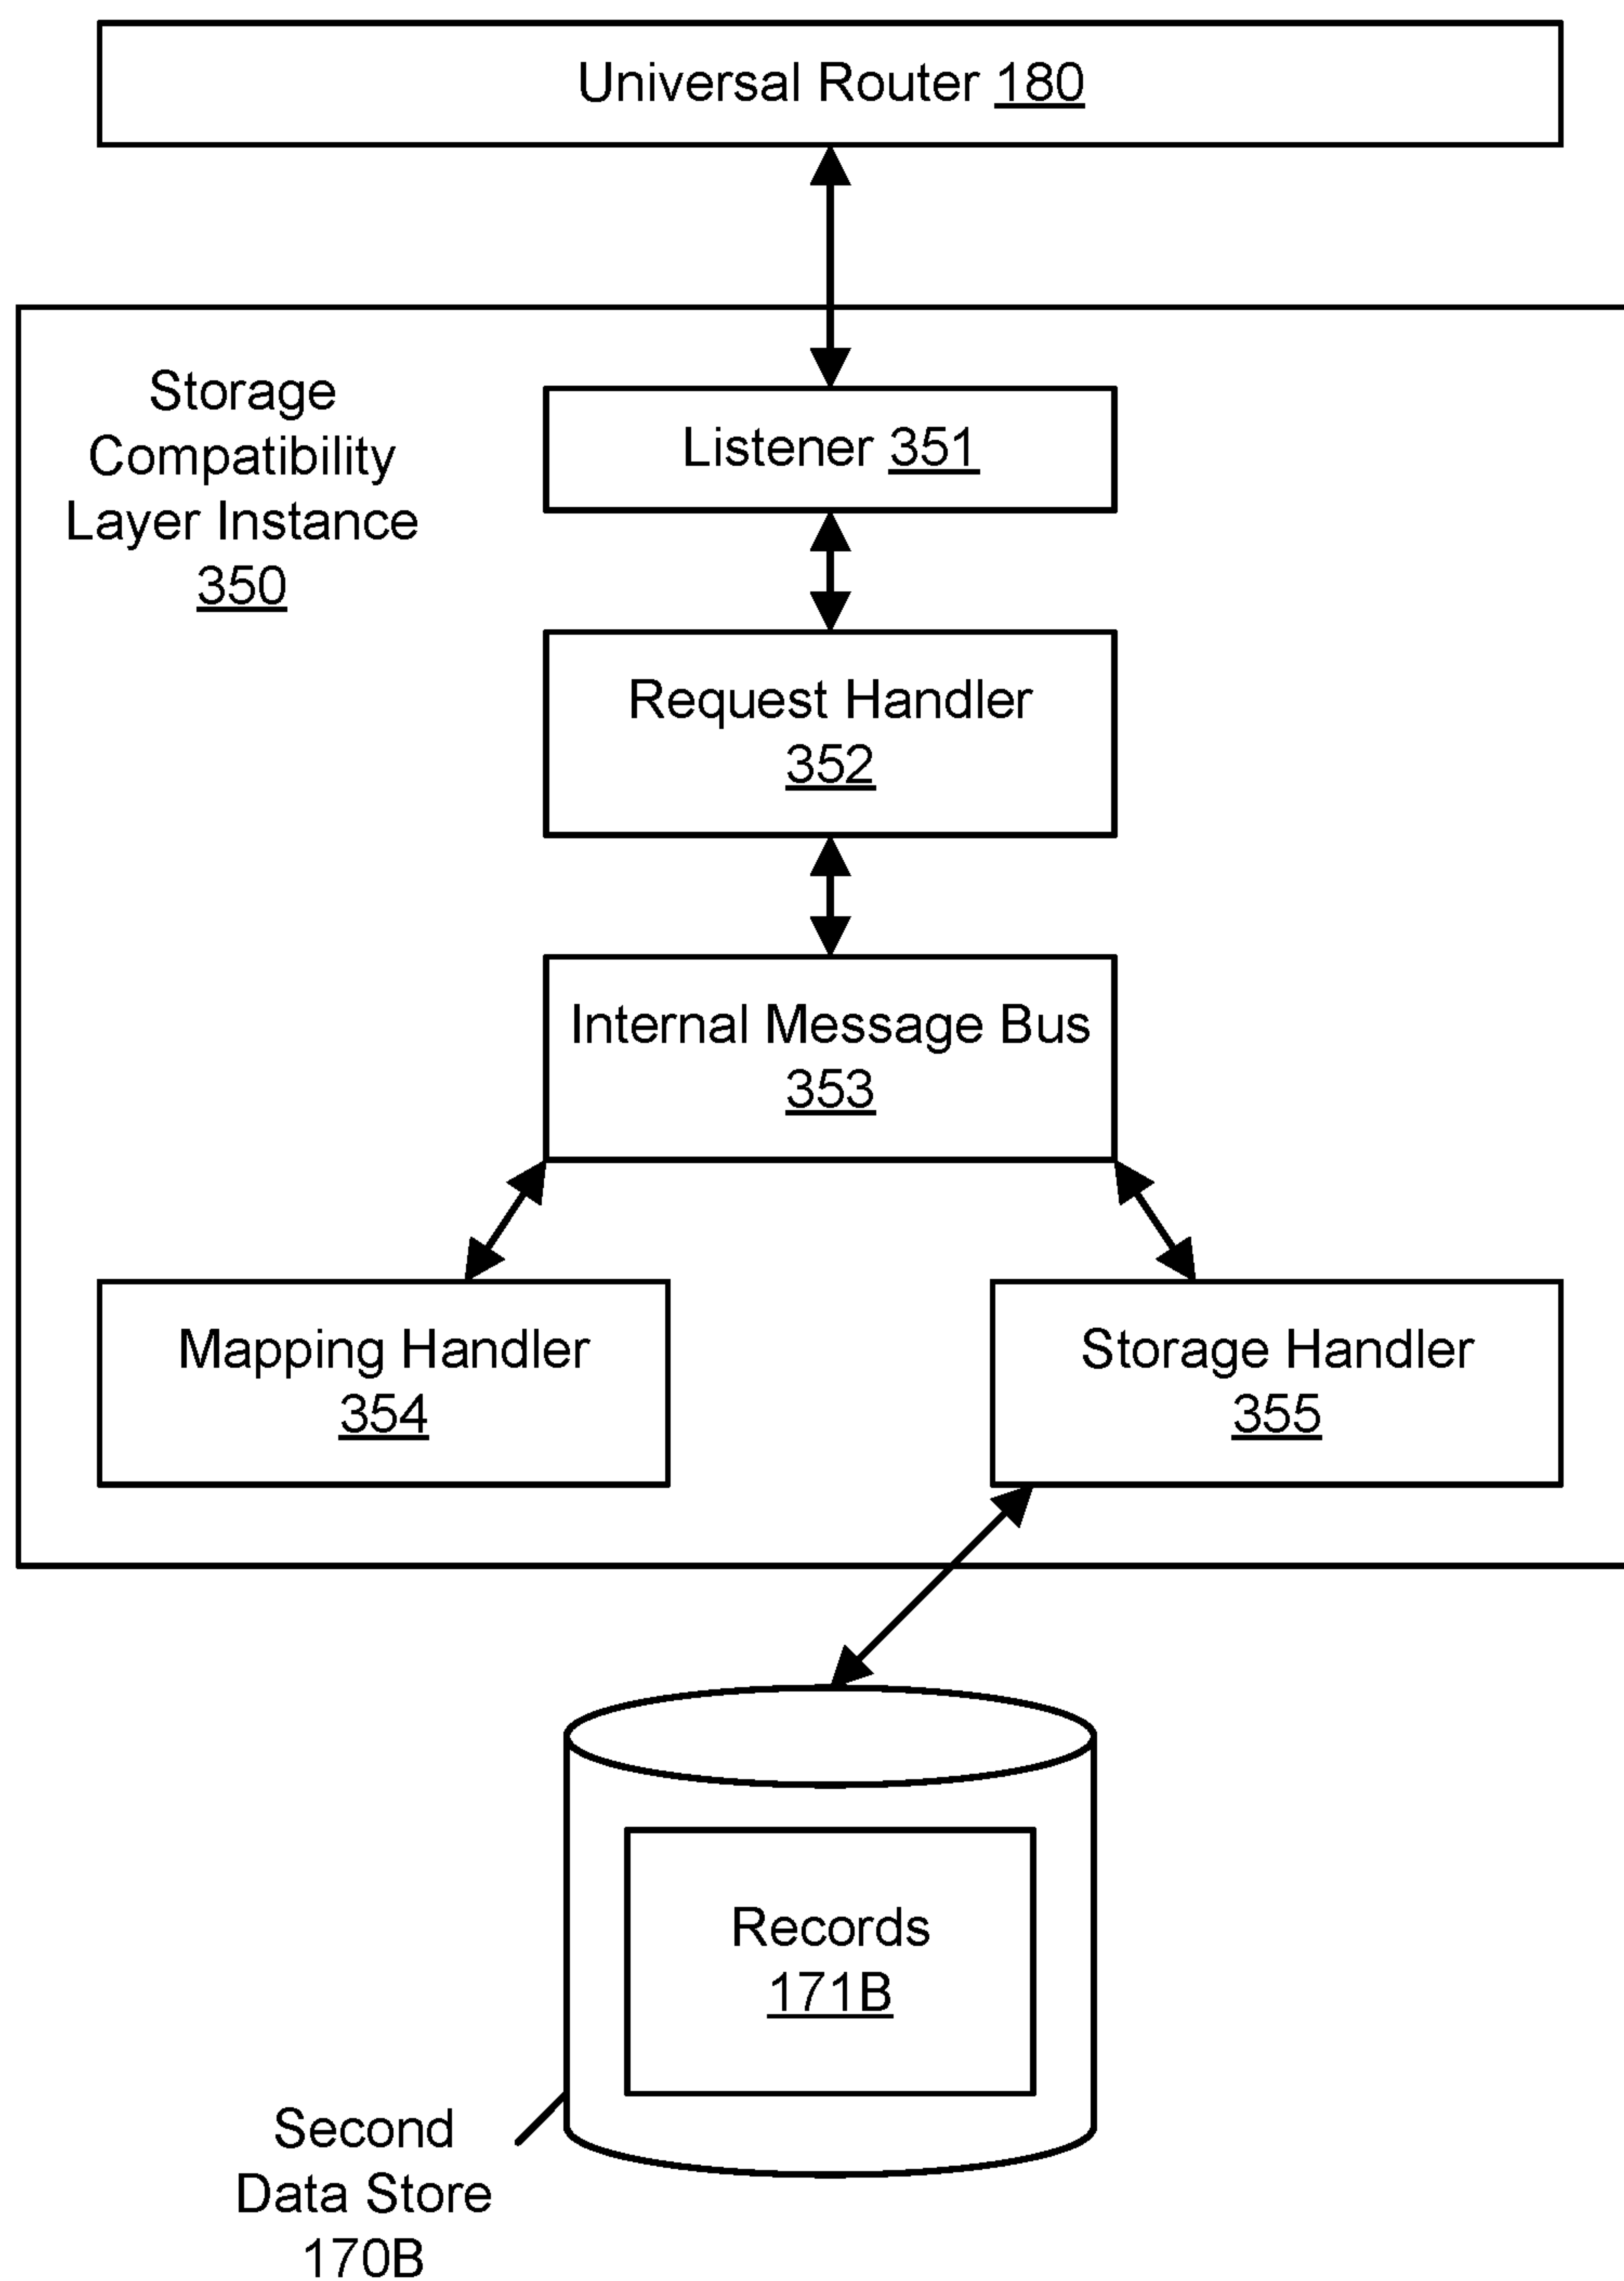 Universal Router 180
Storage
Compatibility
Layer Instance
350
Listener 351
Request Handler
352
Internal Message Bus
353
Mapping Handler
354
Storage Handler
355
Records
171B
Second
Data Store
170B